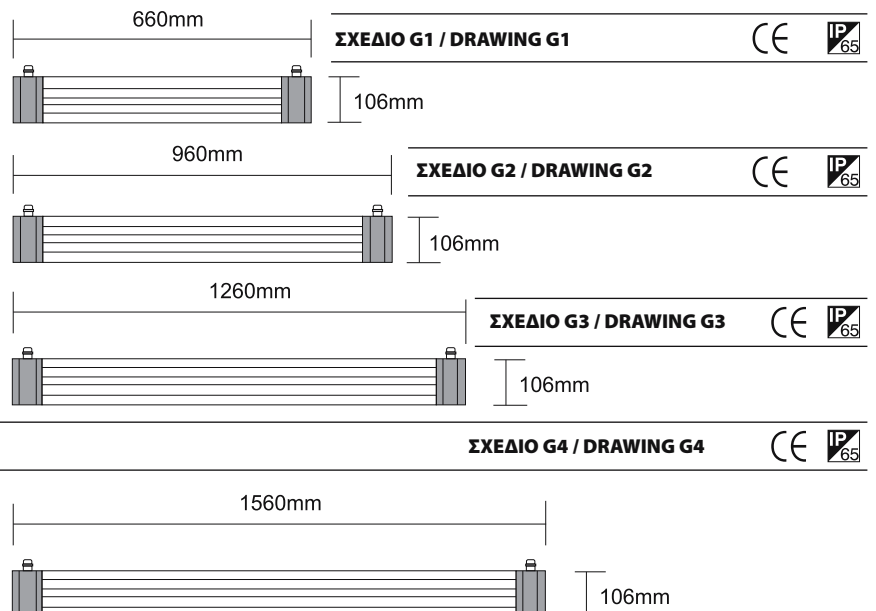 660mm
ΣΧΕΔΙΟ G1 / DRAWING G1 CE IP65
106mm
960mm
ΣΧΕΔΙΟ G2 / DRAWING G2 CE IP65
106mm
1260mm
ΣΧΕΔΙΟ G3 / DRAWING G3 CE IP65
106mm
ΣΧΕΔΙΟ G4 / DRAWING G4 CE IP65
1560mm
106mm